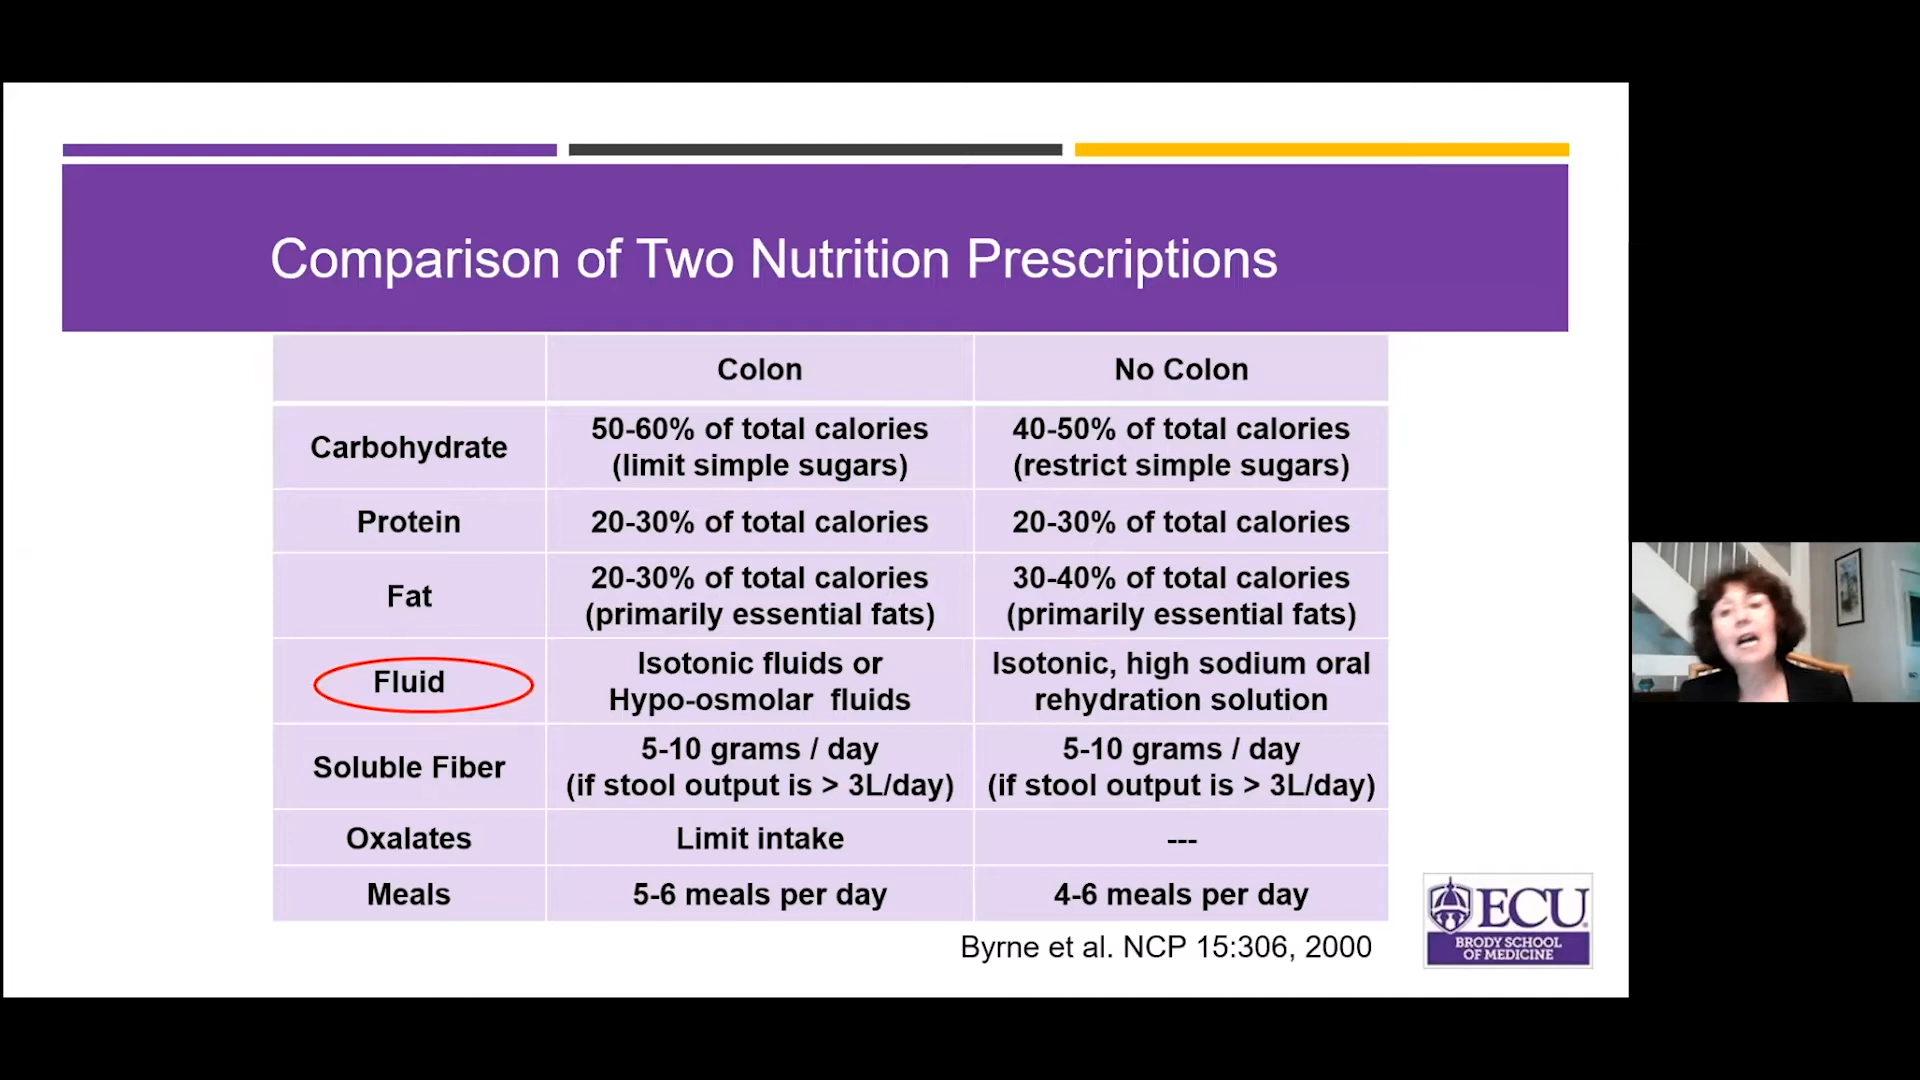 Comparison of Two Nutrition Prescriptions
Colon
No Colon
Carbohydrate
50-60% of total calories
(limit simple sugars)
40-50% of total calories
(restrict simple sugars)
Protein
20-30% of total calories
20-30% of total calories
Fat
20-30% of total calories
(primarily essential fats)
30-40% of total calories
(primarily essential fats)
Fluid
Isotonic fluids or
Hypo-osmolar fluids
Isotonic, high sodium oral
rehydration solution
Soluble Fiber
5-10 grams / day
(if stool output is > 3L/day)
5-10 grams / day
(if stool output is > 3L/day)
Oxalates
Limit intake
---
Meals
5-6 meals per day
4-6 meals per day
Byrne et al. NCP 15:306, 2000
ECU
BRODY SCHOOL
OF MEDICINE